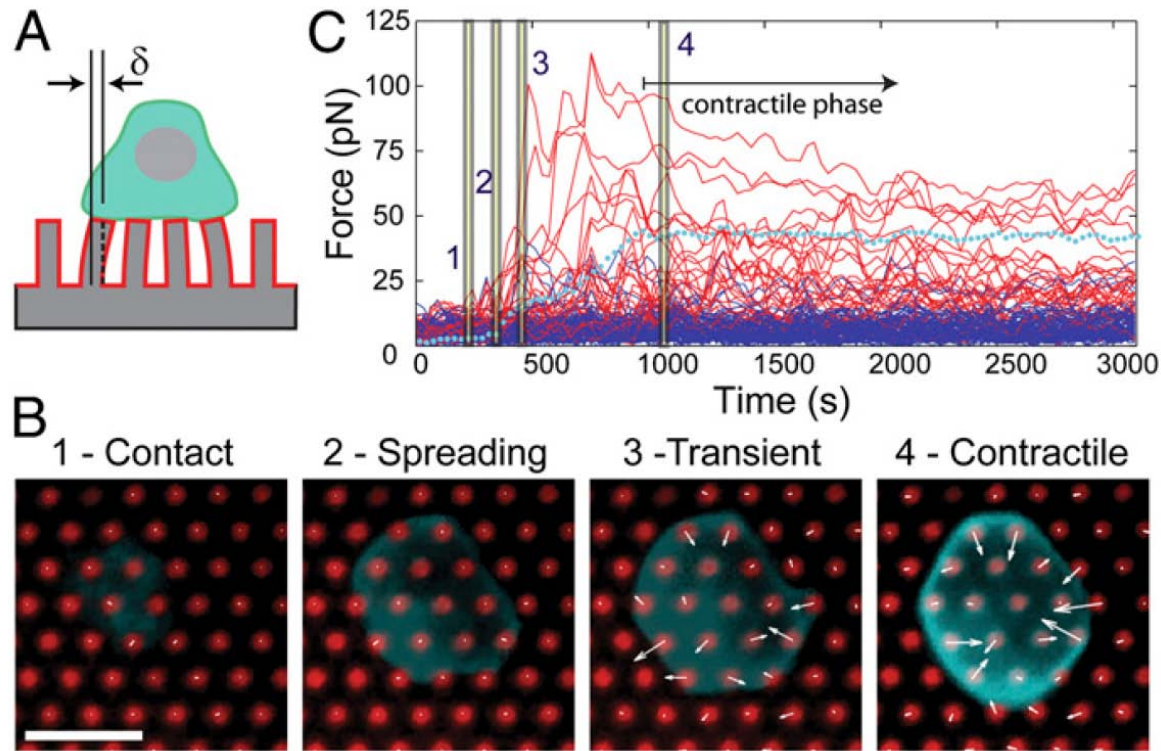 A
δ
C
125
100
75
50
25
0
Force (pN)
1
2
3
4
contractile phase
500
1000
1500
2000
2500
3000
Time (s)
B
1 - Contact
2 - Spreading
3 -Transient
4 - Contractile